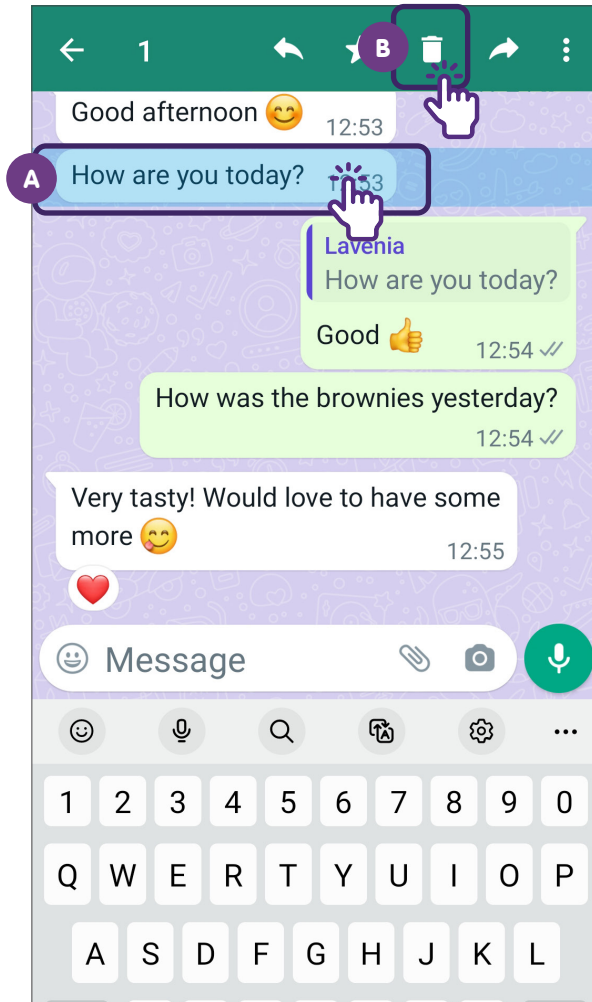 1
B
Good afternoon 😊
12:53
A
How are you today?
12:53
Lavenia
How are you today?
Good 👍
12:54
How was the brownies yesterday?
12:54
Very tasty! Would love to have some
more 😋
12:55
Message
1 2 3 4 5 6 7 8 9 0
Q W E R T Y U I O P
A S D F G H J K L